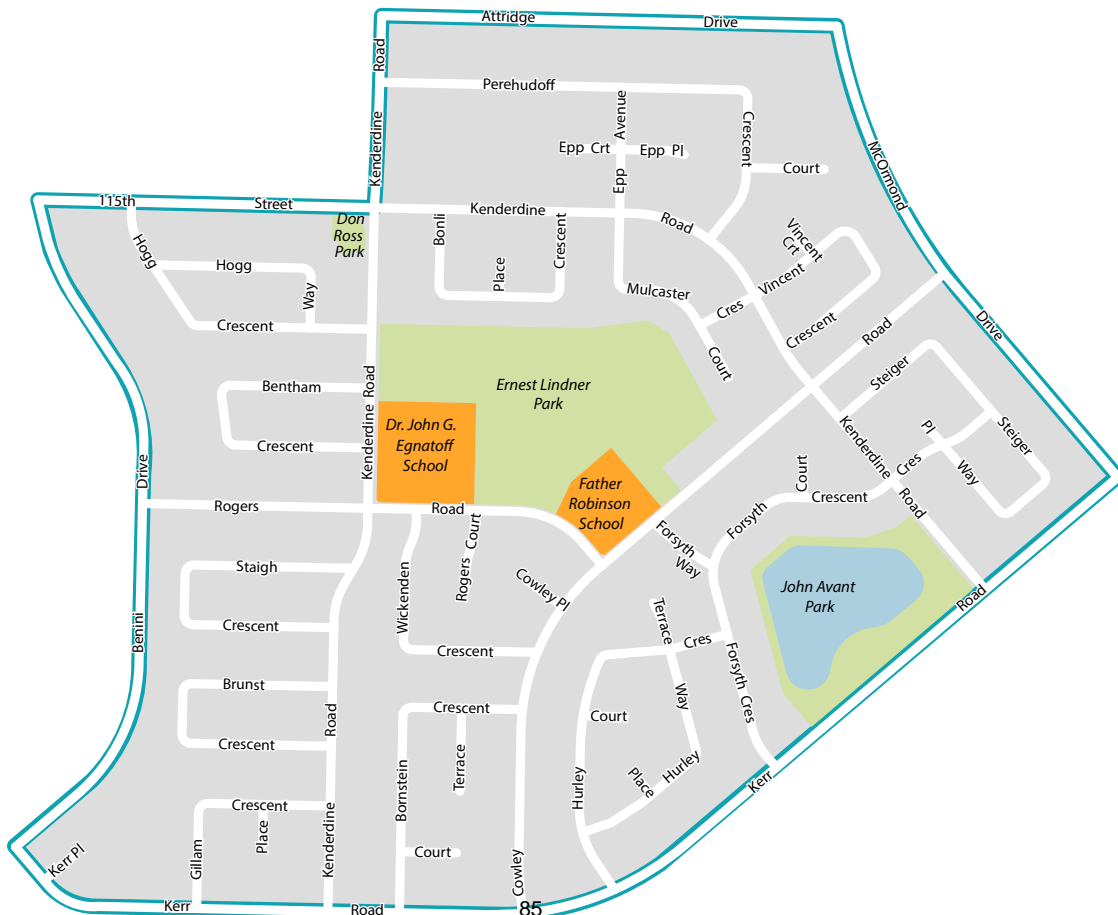 Attridge
Drive
Road
Kenderdine
Perehudoff
Crescent
Court
Avenue
Epp
Epp Crt
Epp Pl
McOrmond
Drive
115th
Street
Kenderdine
Road
Don
Ross
Park
Hogg
Hogg
Way
Crescent
Bonli
Place
Crescent
Vincent
Crt
Vincent
Cres
Crescent
Mulcaster
Court
Road
Ernest Lindner
Park
Bentham
Crescent
Kenderdine Road
Dr. John G.
Egnatoff
School
Steiger
Steiger
Pl
Way
Cres
Kenderdine
Road
Court
Crescent
Forsyth
Drive
Benini
Rogers
Road
Father
Robinson
School
Forsyth
Way
Rogers Court
Wickenden
Crescent
Cowley Pl
Staigh
Crescent
John Avant
Park
Road
Terrace
Cres
Way
Forsyth Cres
Brunst
Crescent
Road
Kenderdine
Crescent
Terrace
Bornstein
Court
Court
Hurley
Place
Hurley
Kerr
Crescent
Place
Gillam
Cowley
Kerr Pl
Kerr
Road
85